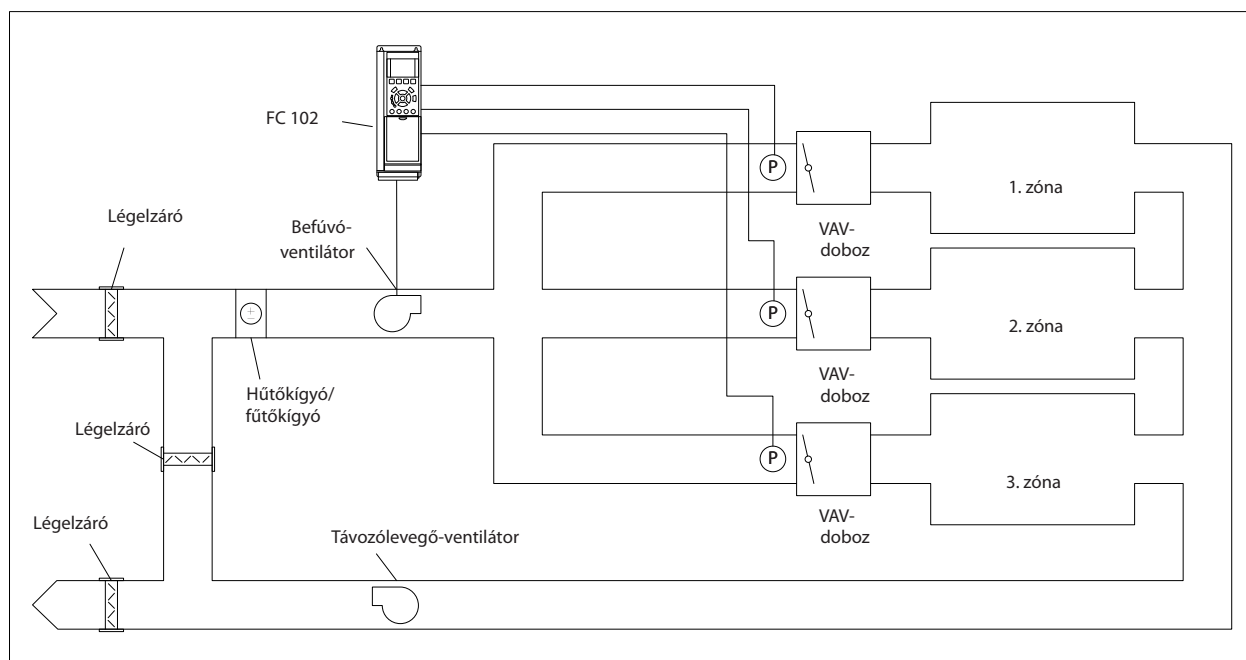 FC 102
P
1. zóna
Légelzáró
Befúvó-
ventilátor
VAV-
doboz
P
2. zóna
Hűtőkígyó/
fűtőkígyó
VAV-
doboz
Légelzáró
P
3. zóna
Légelzáró
Távozólevegő-ventilátor
VAV-
doboz